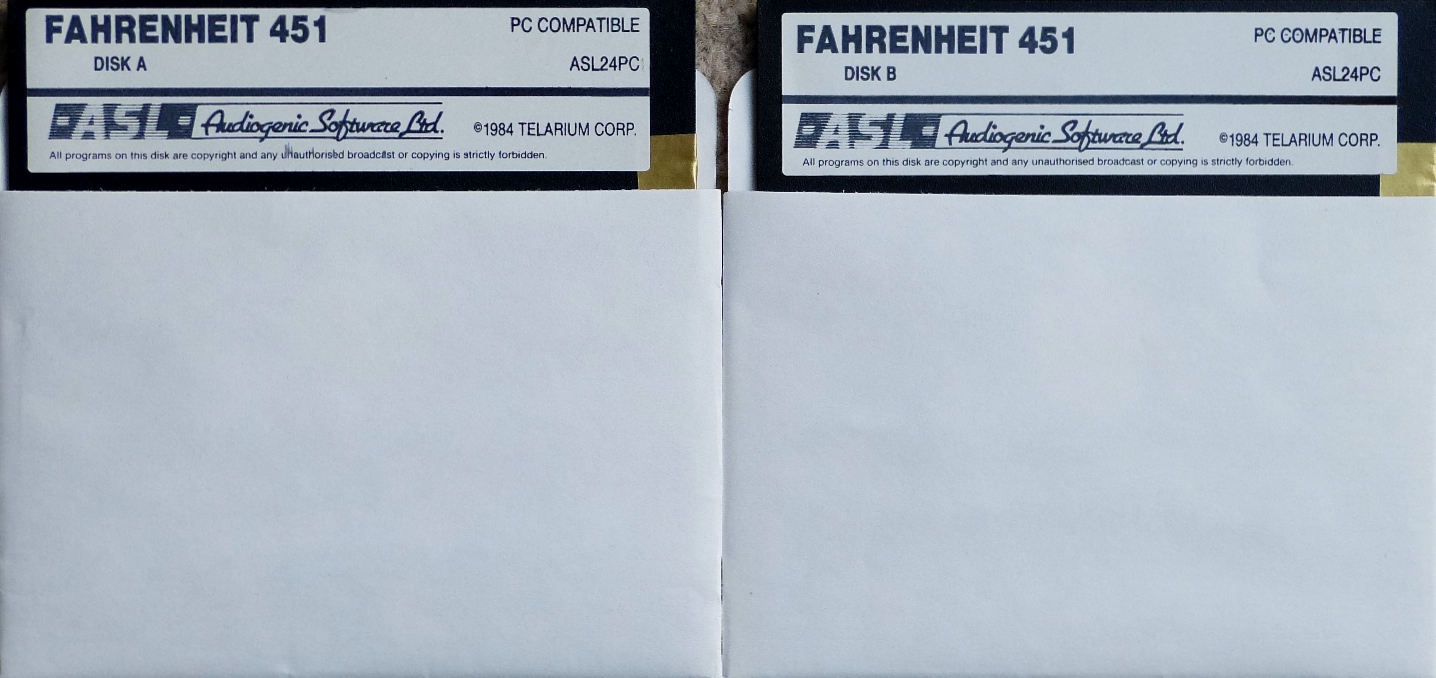 FAHRENHEIT 451 PC COMPATIBLE
DISK A ASL24PC
ASL Audiogenic Software Ltd. ©1984 TELARIUM CORP.
All programs on this disk are copyright and any unauthorised broadcast or copying is strictly forbidden.
FAHRENHEIT 451 PC COMPATIBLE
DISK B ASL24PC
ASL Audiogenic Software Ltd. ©1984 TELARIUM CORP.
All programs on this disk are copyright and any unauthorised broadcast or copying is strictly forbidden.